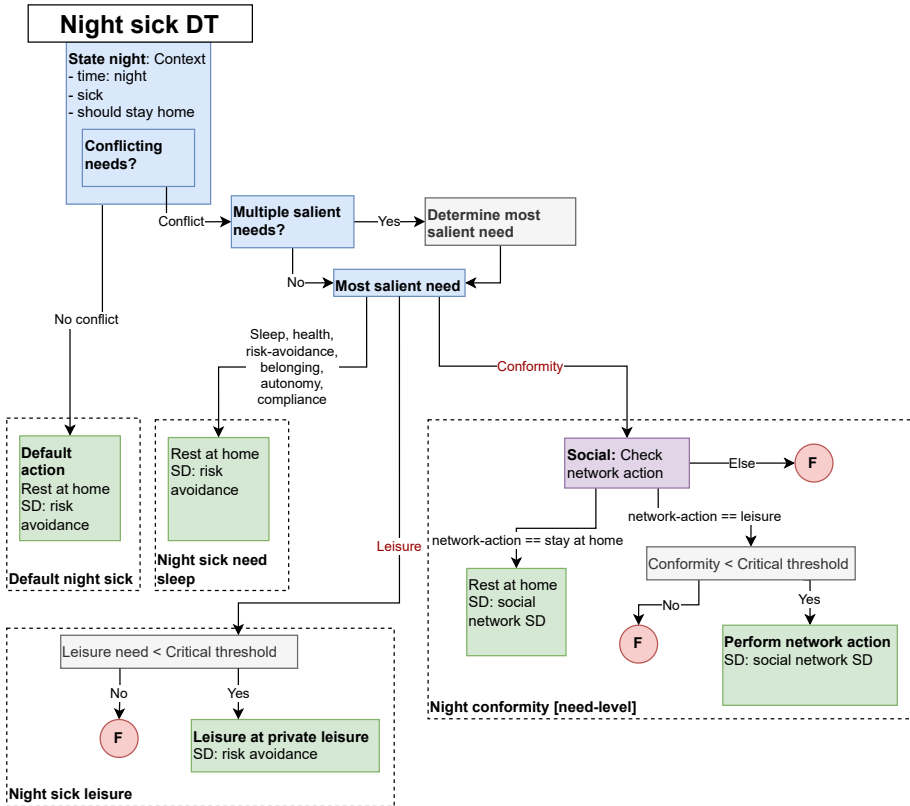 Night sick DT
State night: Context
- time: night
- sick
- should stay home
Conflicting
needs?
Conflict
Multiple salient
needs?
Yes
Determine most
salient need
No
Most salient need
No conflict
Sleep, health,
risk-avoidance,
belonging,
autonomy,
compliance
Conformity
Leisure
Default
action
Rest at home
SD: risk
avoidance
Default night sick
Rest at home
SD: risk
avoidance
Night sick need
sleep
Social: Check
network action
Else
F
network-action == leisure
network-action == stay at home
Conformity < Critical threshold
Rest at home
SD: social
network SD
No
Yes
F
Perform network action
SD: social network SD
Night conformity [need-level]
Leisure need < Critical threshold
No
Yes
F
Leisure at private leisure
SD: risk avoidance
Night sick leisure